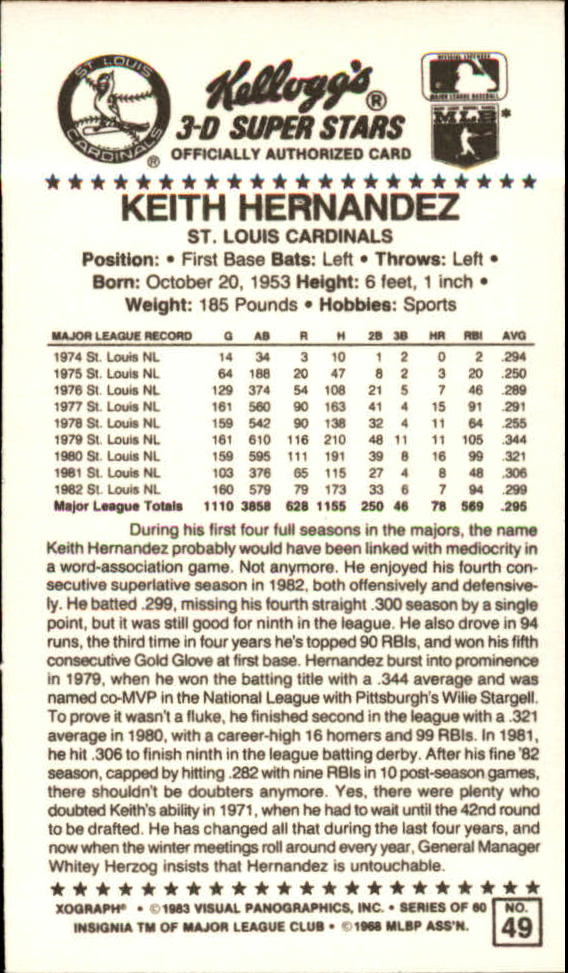 ST. LOUIS
CARDINALS
®
Kellogg's®
3-D SUPER STARS
OFFICIALLY AUTHORIZED CARD
OFFICIAL LICENSEE
MAJOR LEAGUE BASEBALL
MLB*
KEITH HERNANDEZ
ST. LOUIS CARDINALS
Position: • First Base Bats: Left • Throws: Left •
Born: October 20, 1953 Height: 6 feet, 1 inch •
Weight: 185 Pounds • Hobbies: Sports
MAJOR LEAGUE RECORD G AB R H 2B 3B HR RBI AVG
1974 St. Louis NL 14 34 3 10 1 2 0 2 .294
1975 St. Louis NL 64 188 20 47 8 2 3 20 .250
1976 St. Louis NL 129 374 54 108 21 5 7 46 .289
1977 St. Louis NL 161 560 90 163 41 4 15 91 .291
1978 St. Louis NL 159 542 90 138 32 4 11 64 .255
1979 St. Louis NL 161 610 116 210 48 11 11 105 .344
1980 St. Louis NL 159 595 111 191 39 8 16 99 .321
1981 St. Louis NL 103 376 65 115 27 4 8 48 .306
1982 St. Louis NL 160 579 79 173 33 6 7 94 .299
Major League Totals 1110 3858 628 1155 250 46 78 569 .295
During his first four full seasons in the majors, the name
Keith Hernandez probably would have been linked with mediocrity in
a word-association game. Not anymore. He enjoyed his fourth con-
secutive superlative season in 1982, both offensively and defensive-
ly. He batted .299, missing his fourth straight .300 season by a single
point, but it was still good for ninth in the league. He also drove in 94
runs, the third time in four years he's topped 90 RBIs, and won his fifth
consecutive Gold Glove at first base. Hernandez burst into prominence
in 1979, when he won the batting title with a .344 average and was
named co-MVP in the National League with Pittsburgh's Wilie Stargell.
To prove it wasn't a fluke, he finished second in the league with a .321
average in 1980, with a career-high 16 homers and 99 RBIs. In 1981,
he hit .306 to finish ninth in the league batting derby. After his fine '82
season, capped by hitting .282 with nine RBIs in 10 post-season games,
there shouldn't be doubters anymore. Yes, there were plenty who
doubted Keith's ability in 1971, when he had to wait until the 42nd round
to be drafted. He has changed all that during the last four years, and
now when the winter meetings roll around every year, General Manager
Whitey Herzog insists that Hernandez is untouchable.
XOGRAPH® • ©1983 VISUAL PANOGRAPHICS, INC. • SERIES OF 60
INSIGNIA TM OF MAJOR LEAGUE CLUB • ©1968 MLBP ASS'N.
NO.
49